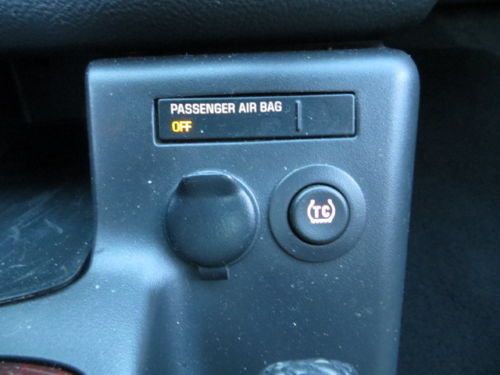 PASSENGER AIR BAG
OFF
TC